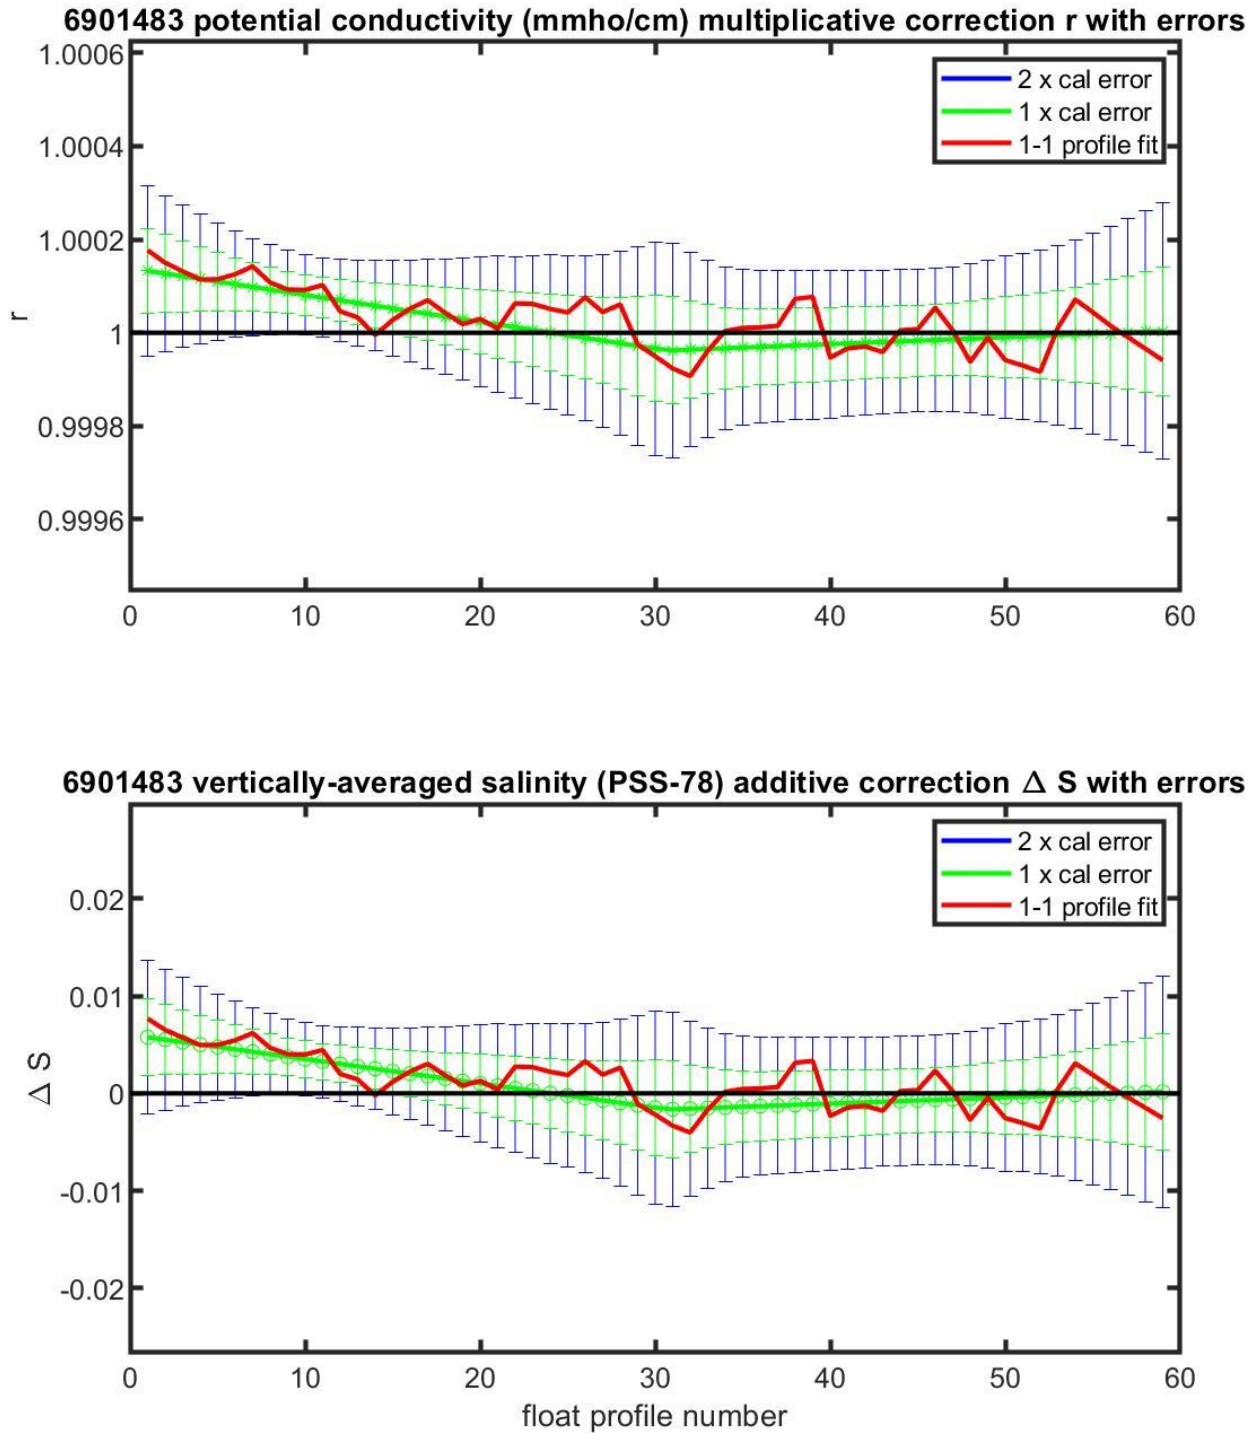 6901483 potential conductivity (mmho/cm) multiplicative correction r with errors
1.0006
1.0004
1.0002
1
0.9998
0.9996
r
2 x cal error
1 x cal error
1-1 profile fit
0 10 20 30 40 50 60
6901483 vertically-averaged salinity (PSS-78) additive correction Δ S with errors
0.02
0.01
0
-0.01
-0.02
Δ S
2 x cal error
1 x cal error
1-1 profile fit
0 10 20 30 40 50 60
float profile number